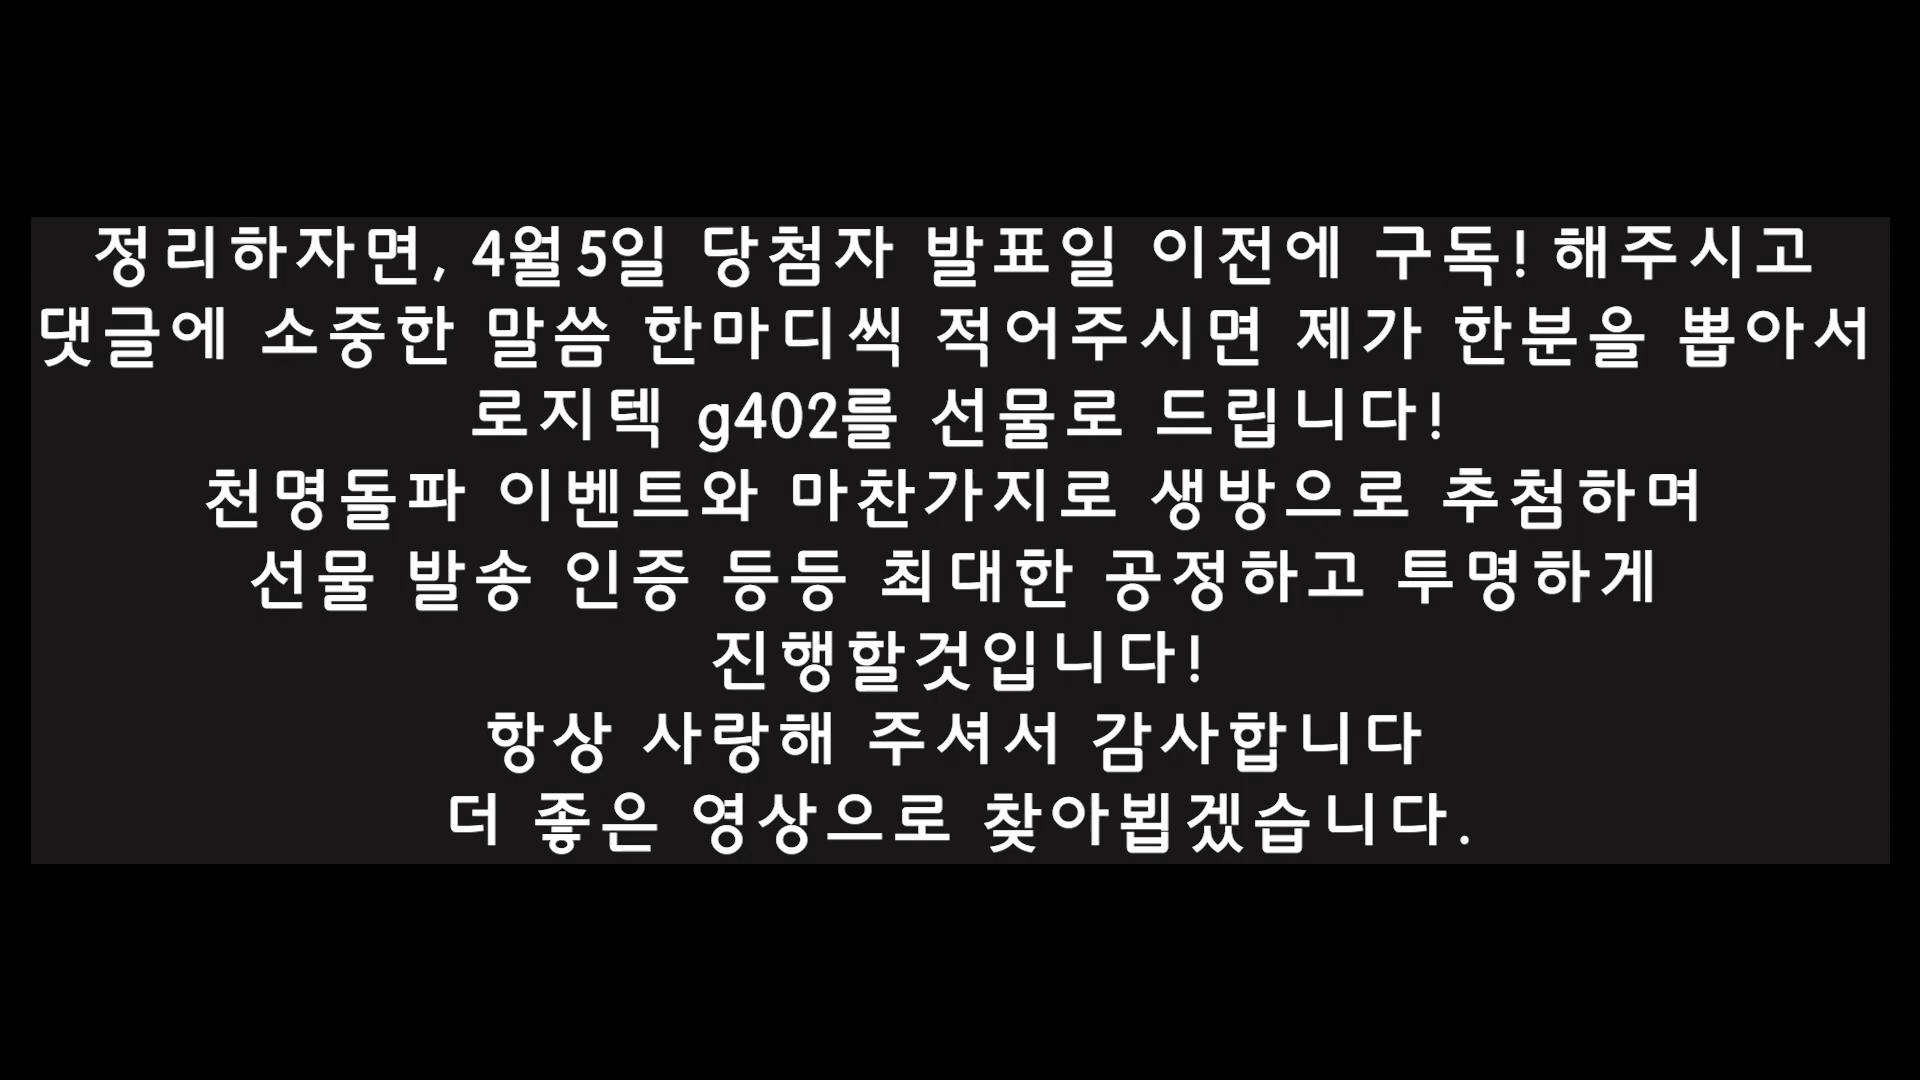 정리하자면, 4월5일 당첨자 발표일 이전에 구독! 해주시고
댓글에 소중한 말씀 한마디씩 적어주시면 제가 한분을 뽑아서
로지텍 g402를 선물로 드립니다!
천명돌파 이벤트와 마찬가지로 생방으로 추첨하며
선물 발송 인증 등등 최대한 공정하고 투명하게
진행할것입니다!
항상 사랑해 주셔서 감사합니다
더 좋은 영상으로 찾아뵙겠습니다.